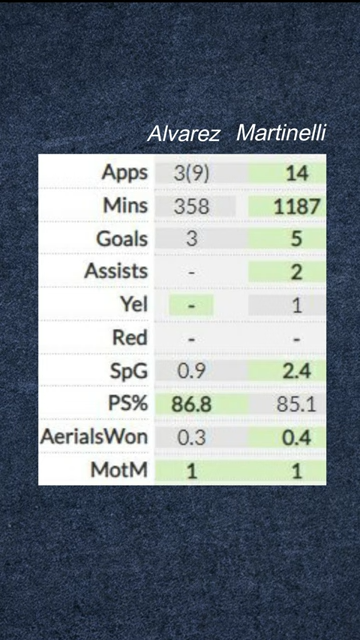 Alvarez Martinelli
Apps 3(9) 14
Mins 358 1187
Goals 3 5
Assists - 2
Yel - 1
Red - -
SpG 0.9 2.4
PS% 86.8 85.1
AerialsWon 0.3 0.4
MotM 1 1